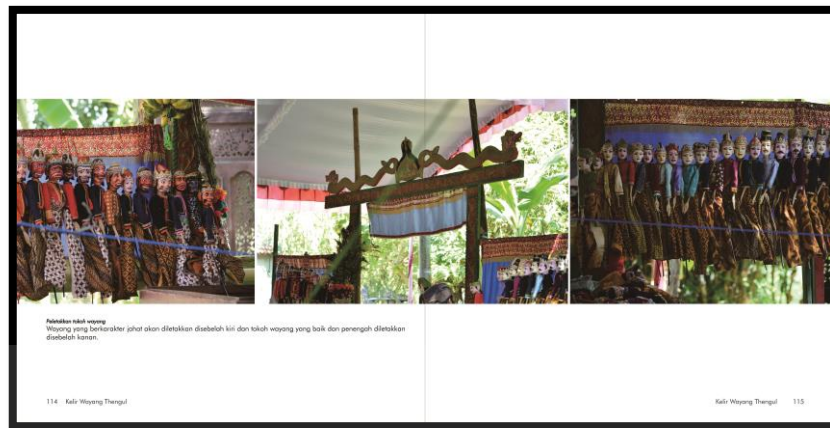 Peletakkan tokoh wayang
Wayang yang berkarakter jahat akan diletakkan disebelah kiri dan tokoh wayang yang baik dan penengah diletakkan
disebelah kanan.
114 Kelir Wayang Thengul
Kelir Wayang Thengul 115